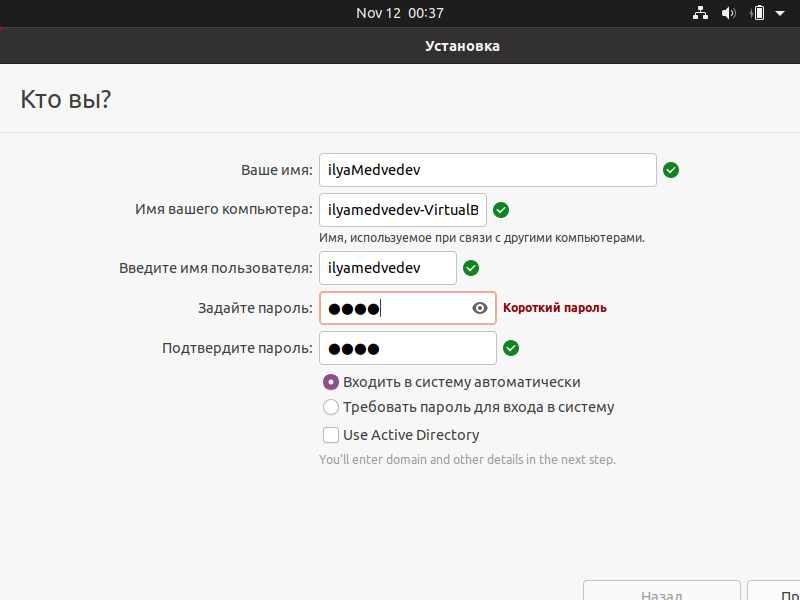 Nov 12 00:37
Установка
Кто вы?
Ваше имя: ilyaMedvedev
Имя вашего компьютера: ilyamedvedev-VirtualB
Имя, используемое при связи с другими компьютерами.
Введите имя пользователя: ilyamedvedev
Задайте пароль: ●●●● Короткий пароль
Подтвердите пароль: ●●●●
Входить в систему автоматически
Требовать пароль для входа в систему
Use Active Directory
You'll enter domain and other details in the next step.
Назад Пр